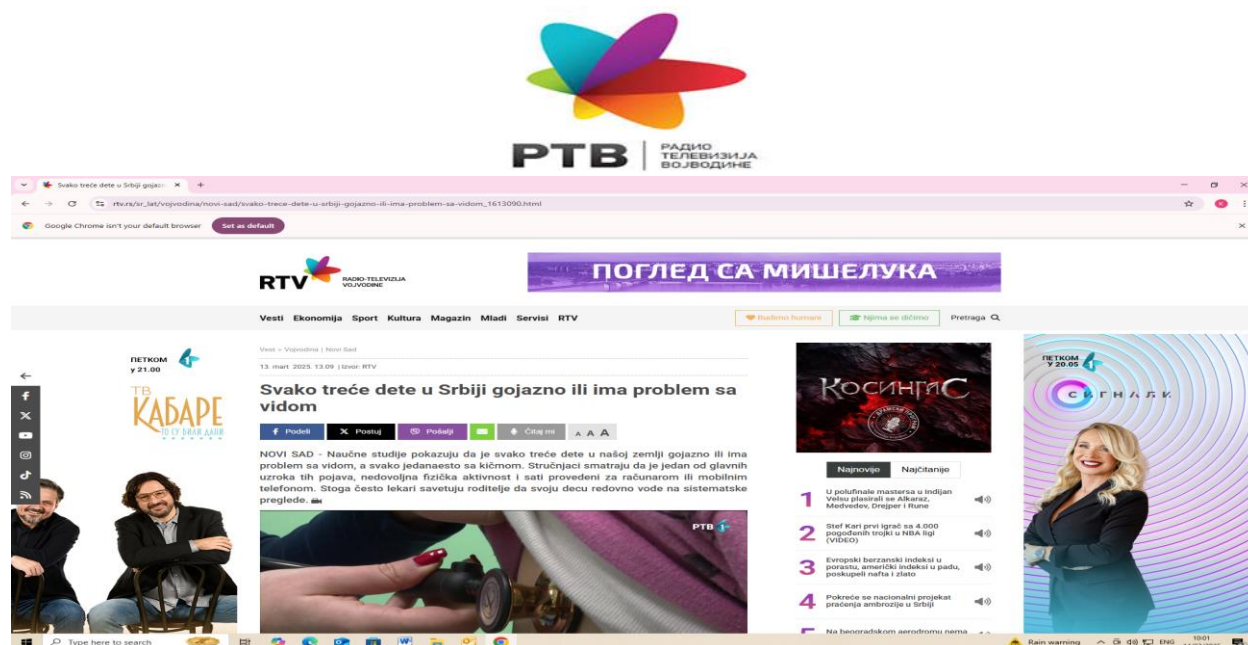 РТВ
РАДИО
ТЕЛЕВИЗИЈА
ВОЈВОДИНЕ
Svako treće dete u Srbiji gojazn
rtv.rs/sr_lat/vojvodina/novi-sad/svako-trece-dete-u-srbiji-gojazno-ili-ima-problem-sa-vidom_1613090.html
Google Chrome isn't your default browser Set as default
RTV
RADIO-TELEVIZIJA
VOJVODINE
ПОГЛЕД СА МИШЕЛУКА
Vesti Ekonomija Sport Kultura Magazin Mladi Servisi RTV
Budimo humani Njima se dičimo Pretraga
ПЕТКОМ
у 21.00
1
ТВ
КАБАРЕ
ТО СУ БИЛИ ДАНИ
Vesti > Vojvodina | Novi Sad
13. mart 2025. 13:09 | Izvor: RTV
Svako treće dete u Srbiji gojazno ili ima problem sa
vidom
Podeli Postuj Pošalji Čitaj mi A A A
NOVI SAD - Naučne studije pokazuju da je svako treće dete u našoj zemlji gojazno ili ima
problem sa vidom, a svako jedanaesto sa kičmom. Stručnjaci smatraju da je jedan od glavnih
uzroka tih pojava, nedovoljna fizička aktivnost i sati provedeni za računarom ili mobilnim
telefonom. Stoga često lekari savetuju roditelje da svoju decu redovno vode na sistematske
preglede.
РТВ 1
КОСИНГАС
Najnovije Najčitanije
1 U polufinale mastersa u Indijan
Velsu plasirali se Alkaraz,
Medvedev, Drejper i Rune
2 Stef Kari prvi igrač sa 4.000
pogođenih trojki u NBA ligi
(VIDEO)
3 Evropski berzanski indeksi u
porastu, američki indeksi u padu,
poskupeli nafta i zlato
4 Pokreće se nacionalni projekat
praćenja ambrozije u Srbiji
5 Na beogradskom aerodromu nema
ПЕТКОМ
У 20.05
1
СИГНАЛИ
Type here to search
Rain warning
ENG
10:01